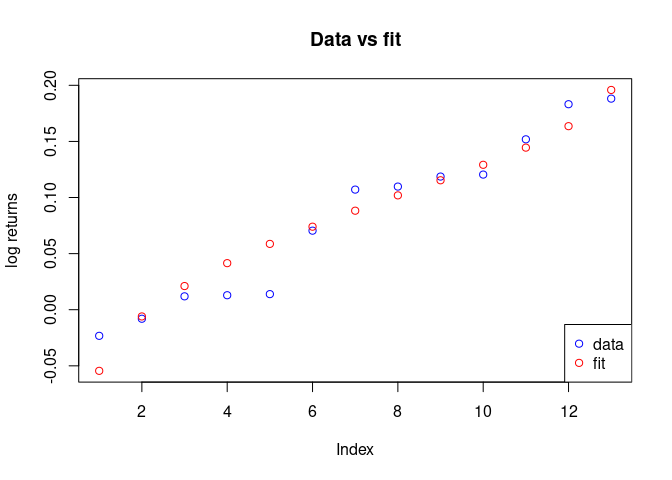 Data vs fit
log returns
0.20
0.15
0.10
0.05
0.00
-0.05
data
fit
2 4 6 8 10 12
Index